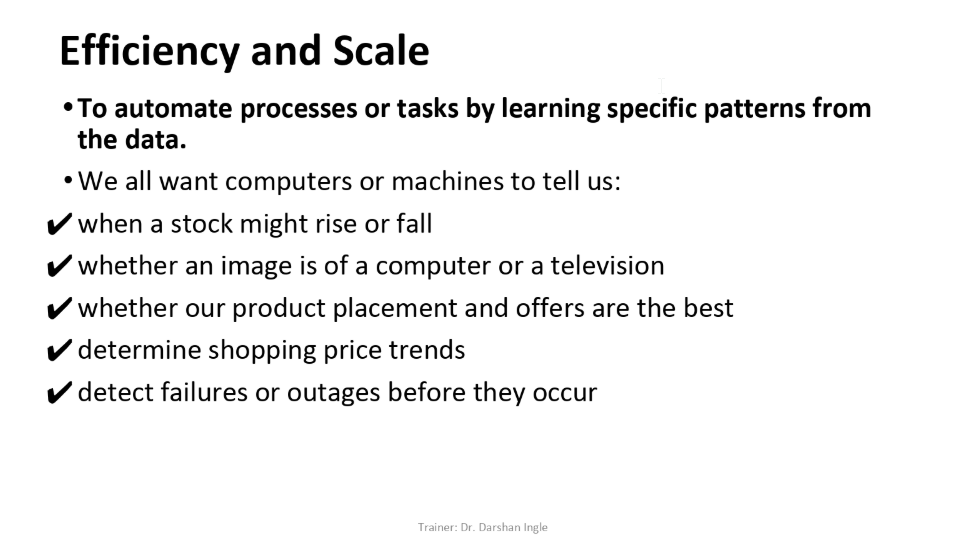 Efficiency and Scale
•To automate processes or tasks by learning specific patterns from
the data.
•We all want computers or machines to tell us:
✔when a stock might rise or fall
✔whether an image is of a computer or a television
✔whether our product placement and offers are the best
✔determine shopping price trends
✔detect failures or outages before they occur
Trainer: Dr. Darshan Ingle